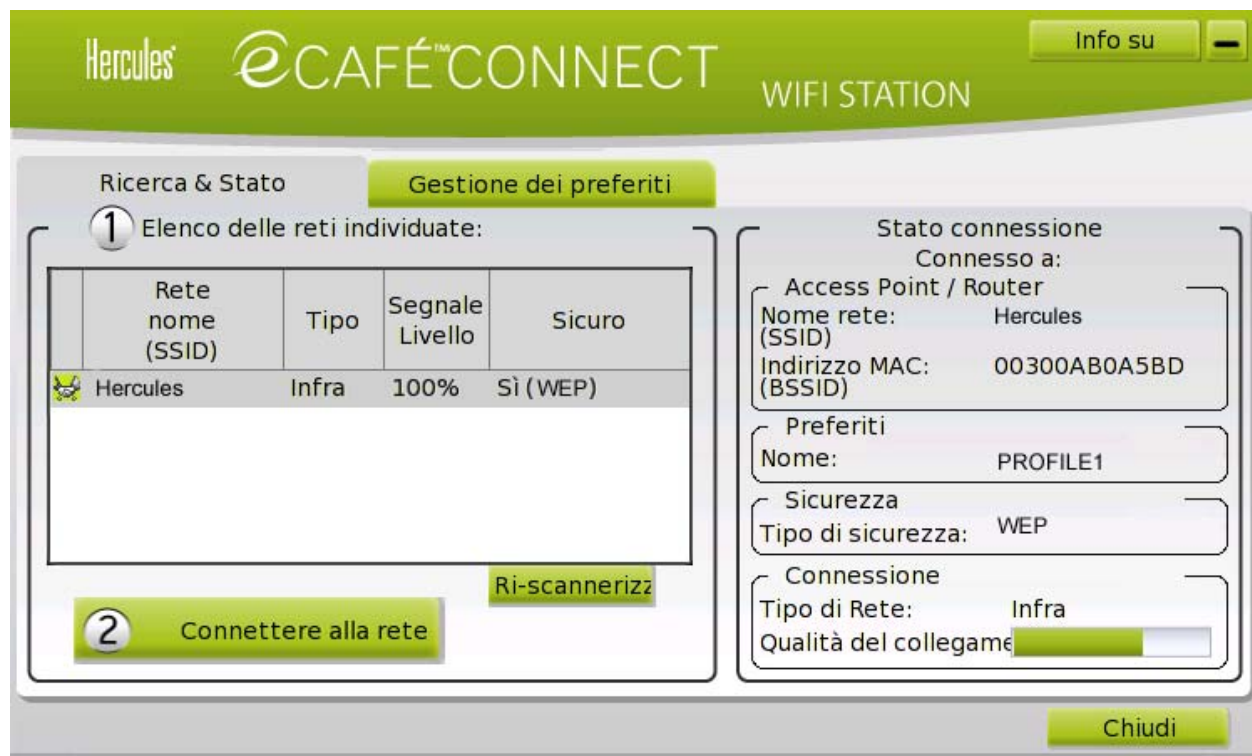 Hercules
eCAFÉ™CONNECT
WIFI STATION
Info su
Ricerca & Stato
Gestione dei preferiti
1
Elenco delle reti individuate:
Rete nome (SSID)
Tipo
Segnale Livello
Sicuro
Hercules Infra 100% Sì (WEP)
Ri-scannerizz
2
Connettere alla rete
Stato connessione
Connesso a:
Access Point / Router
Nome rete: Hercules
(SSID)
Indirizzo MAC: 00300AB0A5BD
(BSSID)
Preferiti
Nome: PROFILE1
Sicurezza
Tipo di sicurezza: WEP
Connessione
Tipo di Rete: Infra
Qualità del collegame
Chiudi